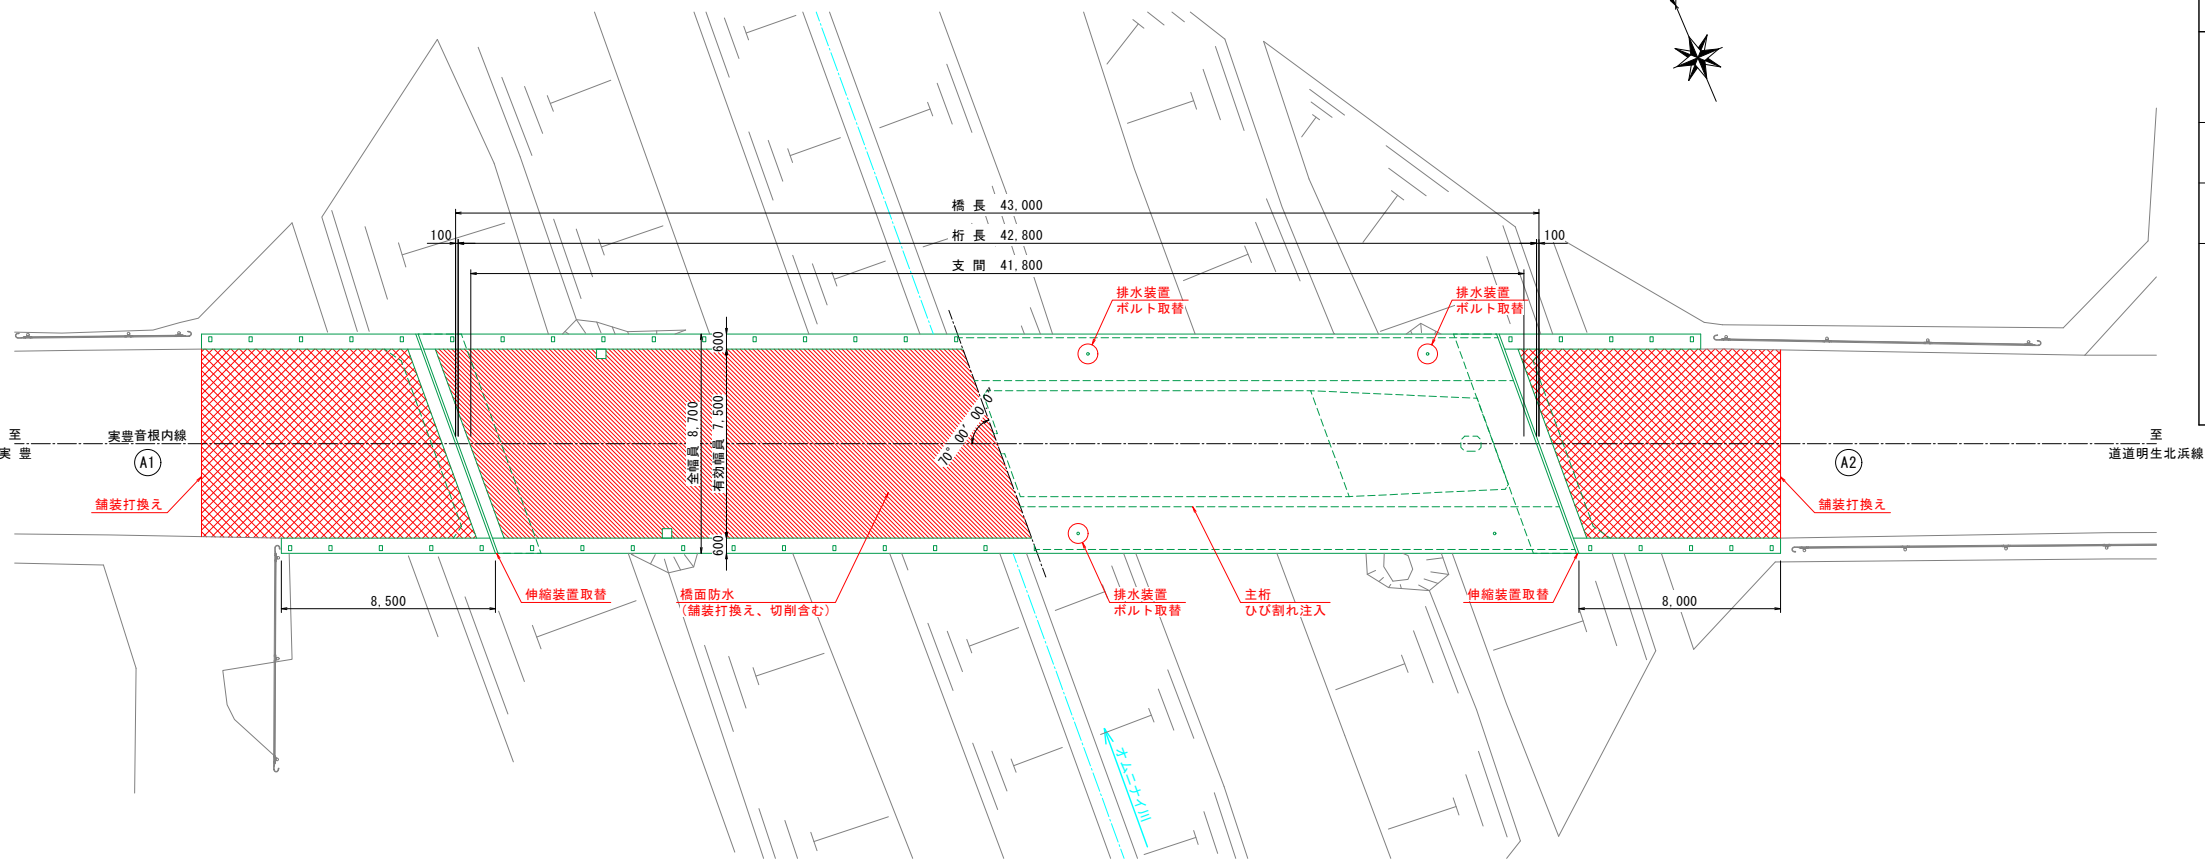 橋 長 43,000
100
桁 長 42,800
100
支 間 41,800
排水装置
ボルト取替
排水装置
ボルト取替
600
全幅員 8,700
有効幅員 7,500
600
70° 00' 00.0"
至
実 豊
実豊音根内線
A1
舗装打換え
至
道道明生北浜線
A2
舗装打換え
8,500
伸縮装置取替
橋面防水
(舗装打換え、切削含む)
排水装置
ボルト取替
主桁
ひび割れ注入
伸縮装置取替
8,000
オムニナイ川